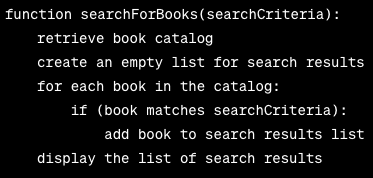 function searchForBooks(searchCriteria):
    retrieve book catalog
    create an empty list for search results
    for each book in the catalog:
        if (book matches searchCriteria):
            add book to search results list
    display the list of search results